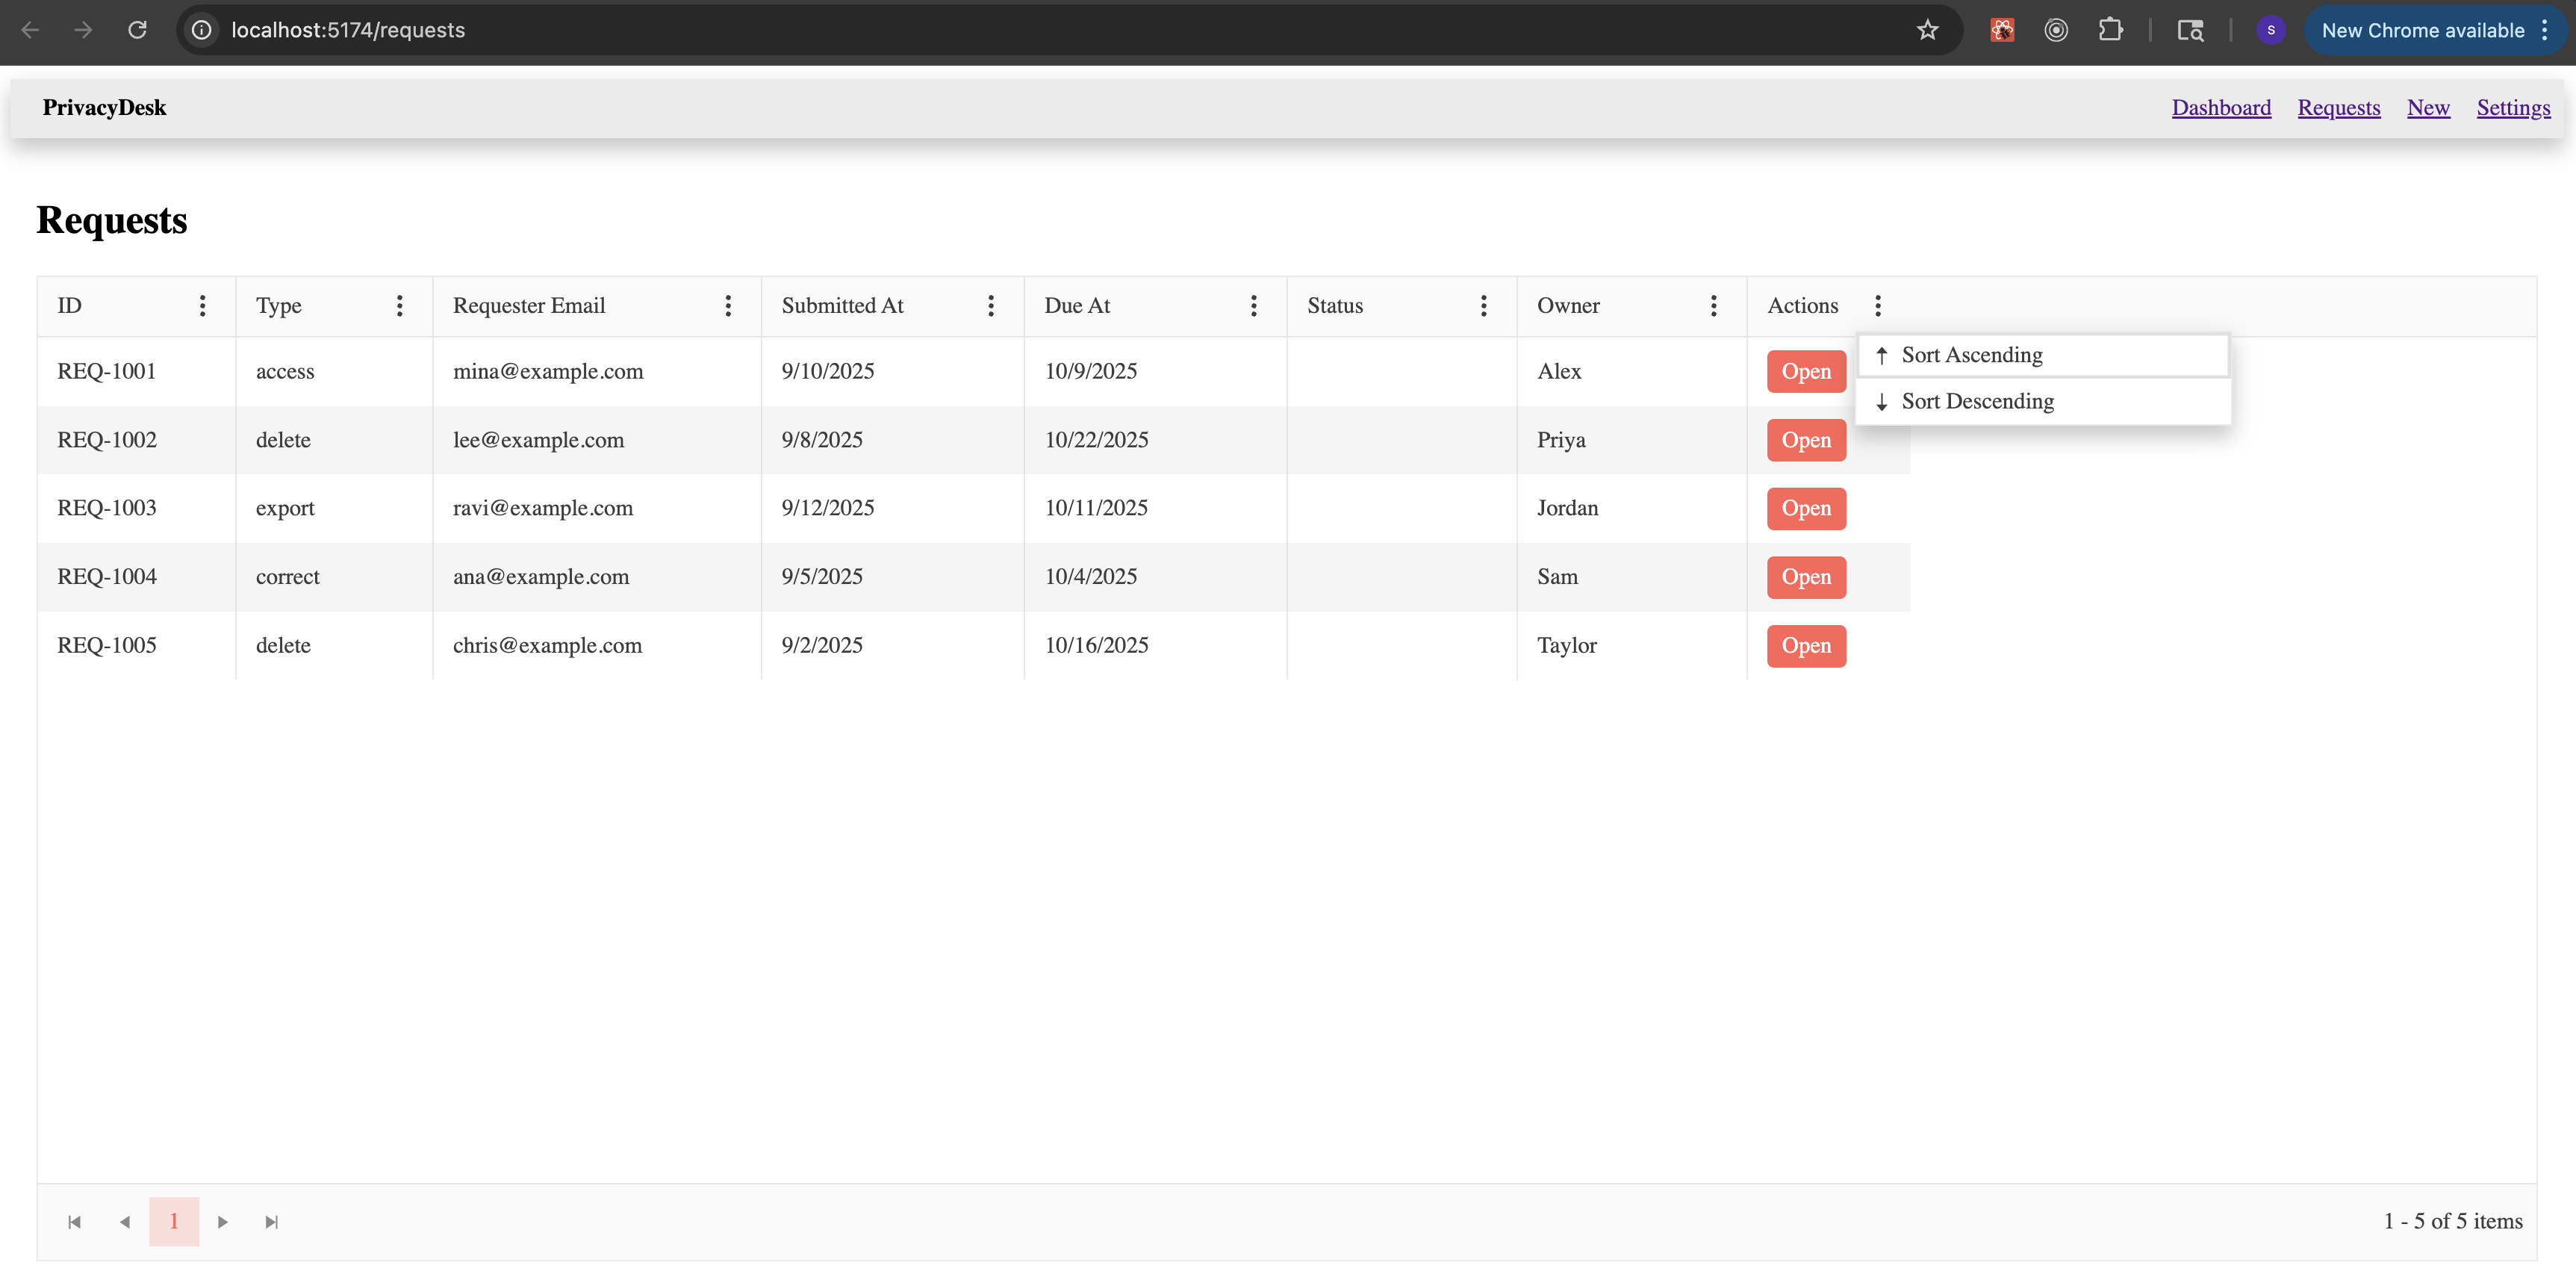 localhost:5174/requests
S
New Chrome available
PrivacyDesk
Dashboard Requests New Settings
Requests
ID Type Requester Email Submitted At Due At Status Owner Actions
Sort Ascending
Sort Descending
REQ-1001 access mina@example.com 9/10/2025 10/9/2025 Alex Open
REQ-1002 delete lee@example.com 9/8/2025 10/22/2025 Priya Open
REQ-1003 export ravi@example.com 9/12/2025 10/11/2025 Jordan Open
REQ-1004 correct ana@example.com 9/5/2025 10/4/2025 Sam Open
REQ-1005 delete chris@example.com 9/2/2025 10/16/2025 Taylor Open
1
1 - 5 of 5 items